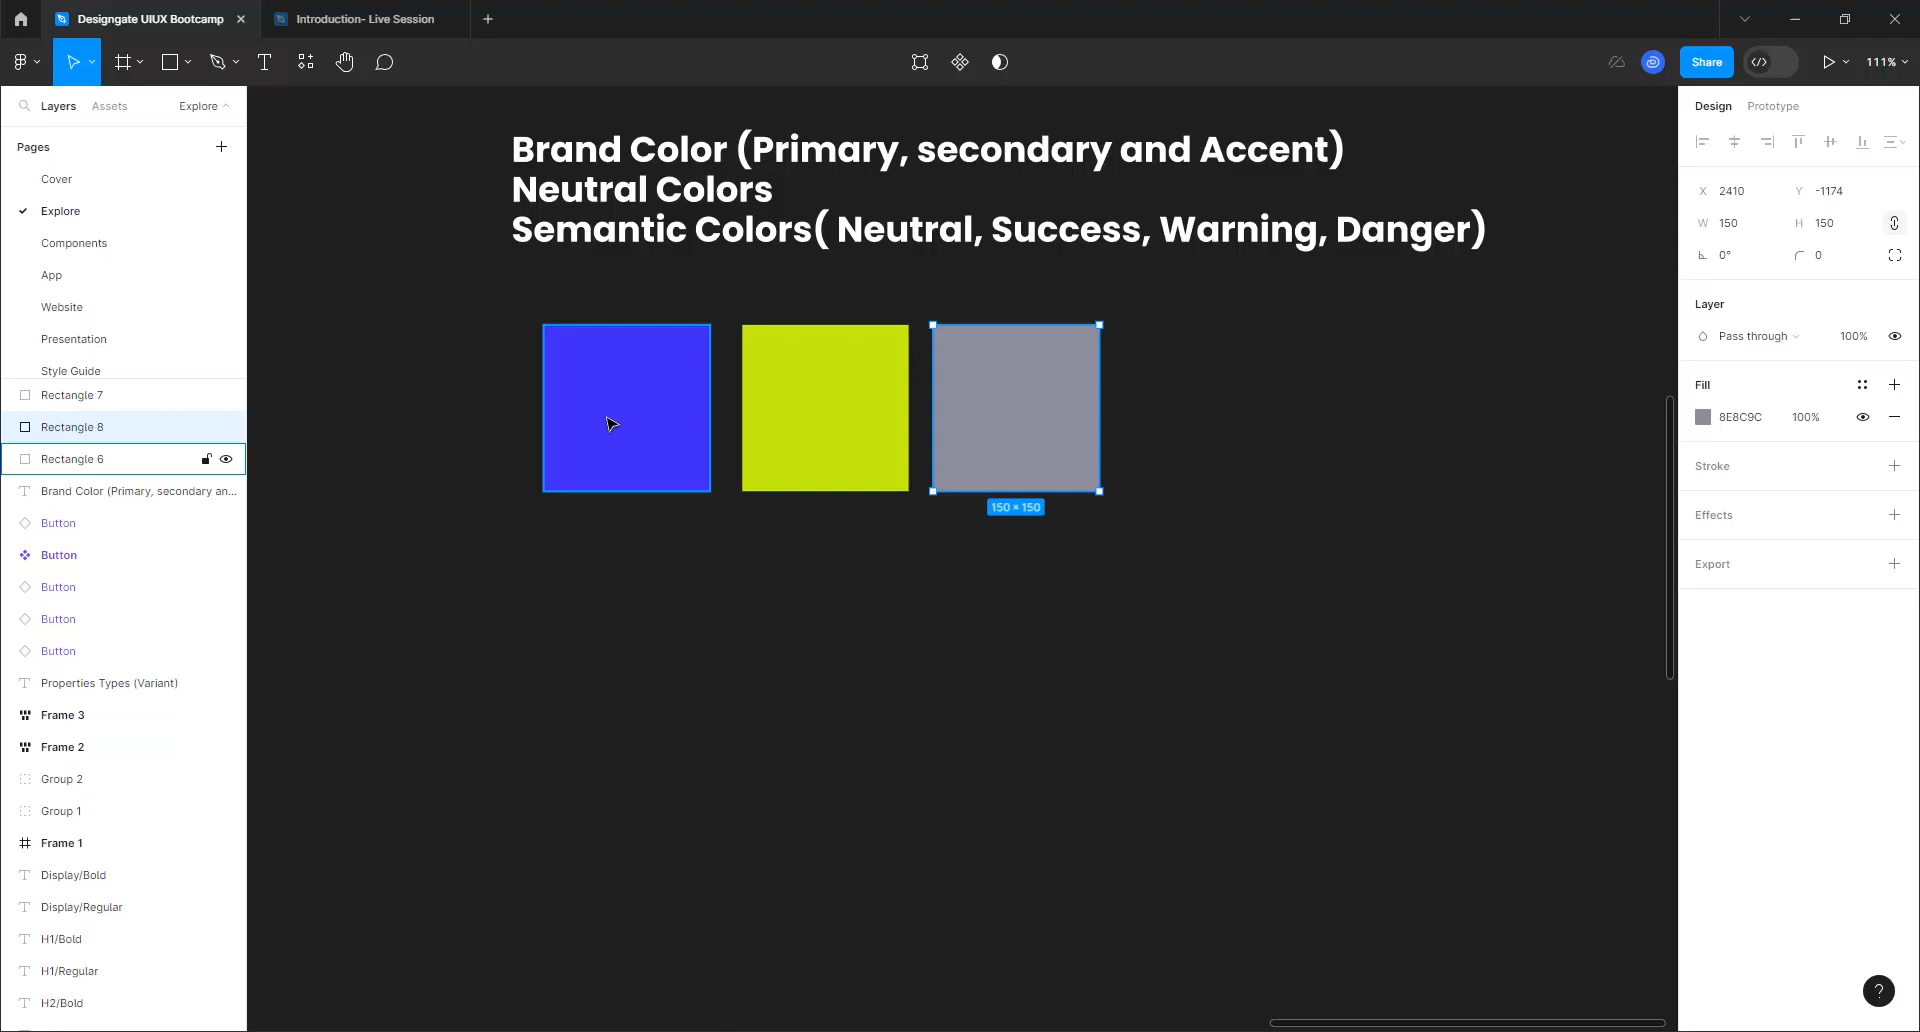 Designgate UIUX Bootcamp
Introduction- Live Session
Share
111%
Layers
Assets
Explore
Pages
Cover
Explore
Components
App
Website
Presentation
Style Guide
Rectangle 7
Rectangle 8
Rectangle 6
Brand Color (Primary, secondary an...
Button
Button
Button
Button
Button
Properties Types (Variant)
Frame 3
Frame 2
Group 2
Group 1
Frame 1
Display/Bold
Display/Regular
H1/Bold
H1/Regular
H2/Bold
Brand Color (Primary, secondary and Accent)
Neutral Colors
Semantic Colors( Neutral, Success, Warning, Danger)
150 × 150
Design
Prototype
X 2410 Y -1174
W 150 H 150
0° 0
Layer
Pass through 100%
Fill
8E8C9C 100%
Stroke
Effects
Export
?